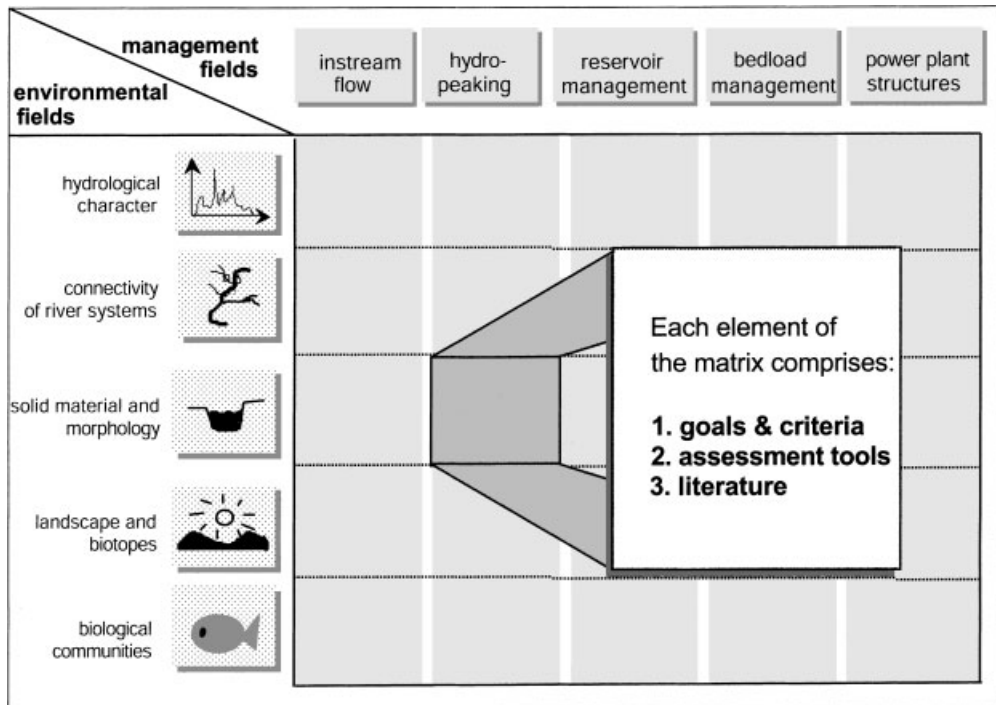 management
fields
environmental
fields
instream
flow
hydro-
peaking
reservoir
management
bedload
management
power plant
structures
hydrological
character
connectivity
of river systems
solid material and
morphology
landscape and
biotopes
biological
communities
Each element of
the matrix comprises:
1. goals & criteria
2. assessment tools
3. literature